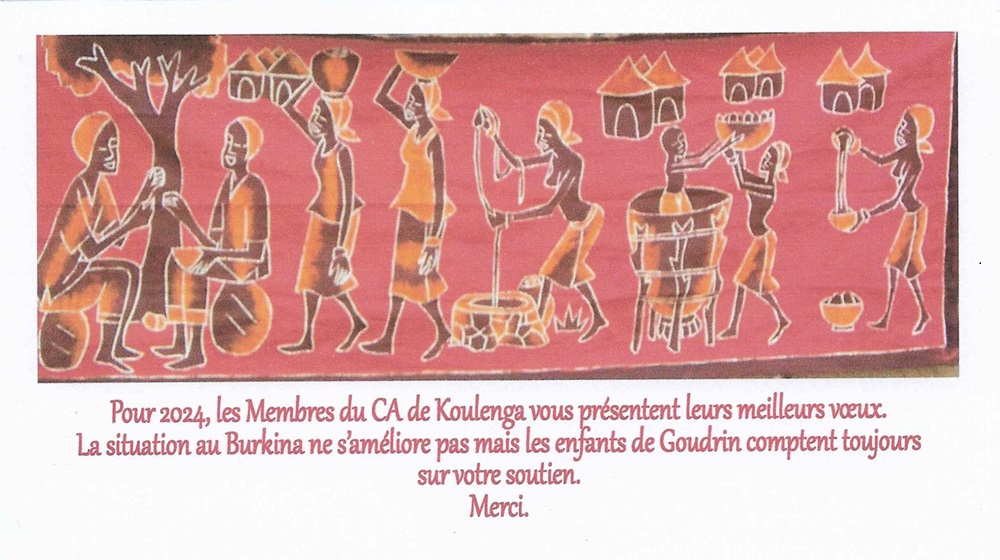 Pour 2024, les Membres du CA de Koulenga vous présentent leurs meilleurs vœux.
La situation au Burkina ne s'améliore pas mais les enfants de Goudrin comptent toujours
sur votre soutien.
Merci.